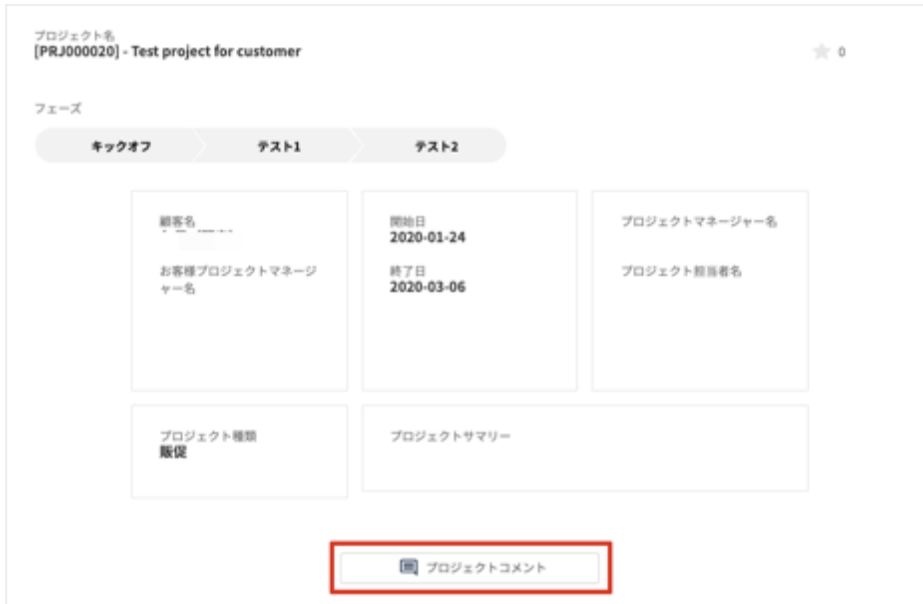 プロジェクト名
[PRJ000020] - Test project for customer
0
フェーズ
キックオフ
テスト1
テスト2
顧客名
お客様プロジェクトマネージ
ャー名
開始日
2020-01-24
終了日
2020-03-06
プロジェクトマネージャー名
プロジェクト担当者名
プロジェクト種類
販促
プロジェクトサマリー
プロジェクトコメント